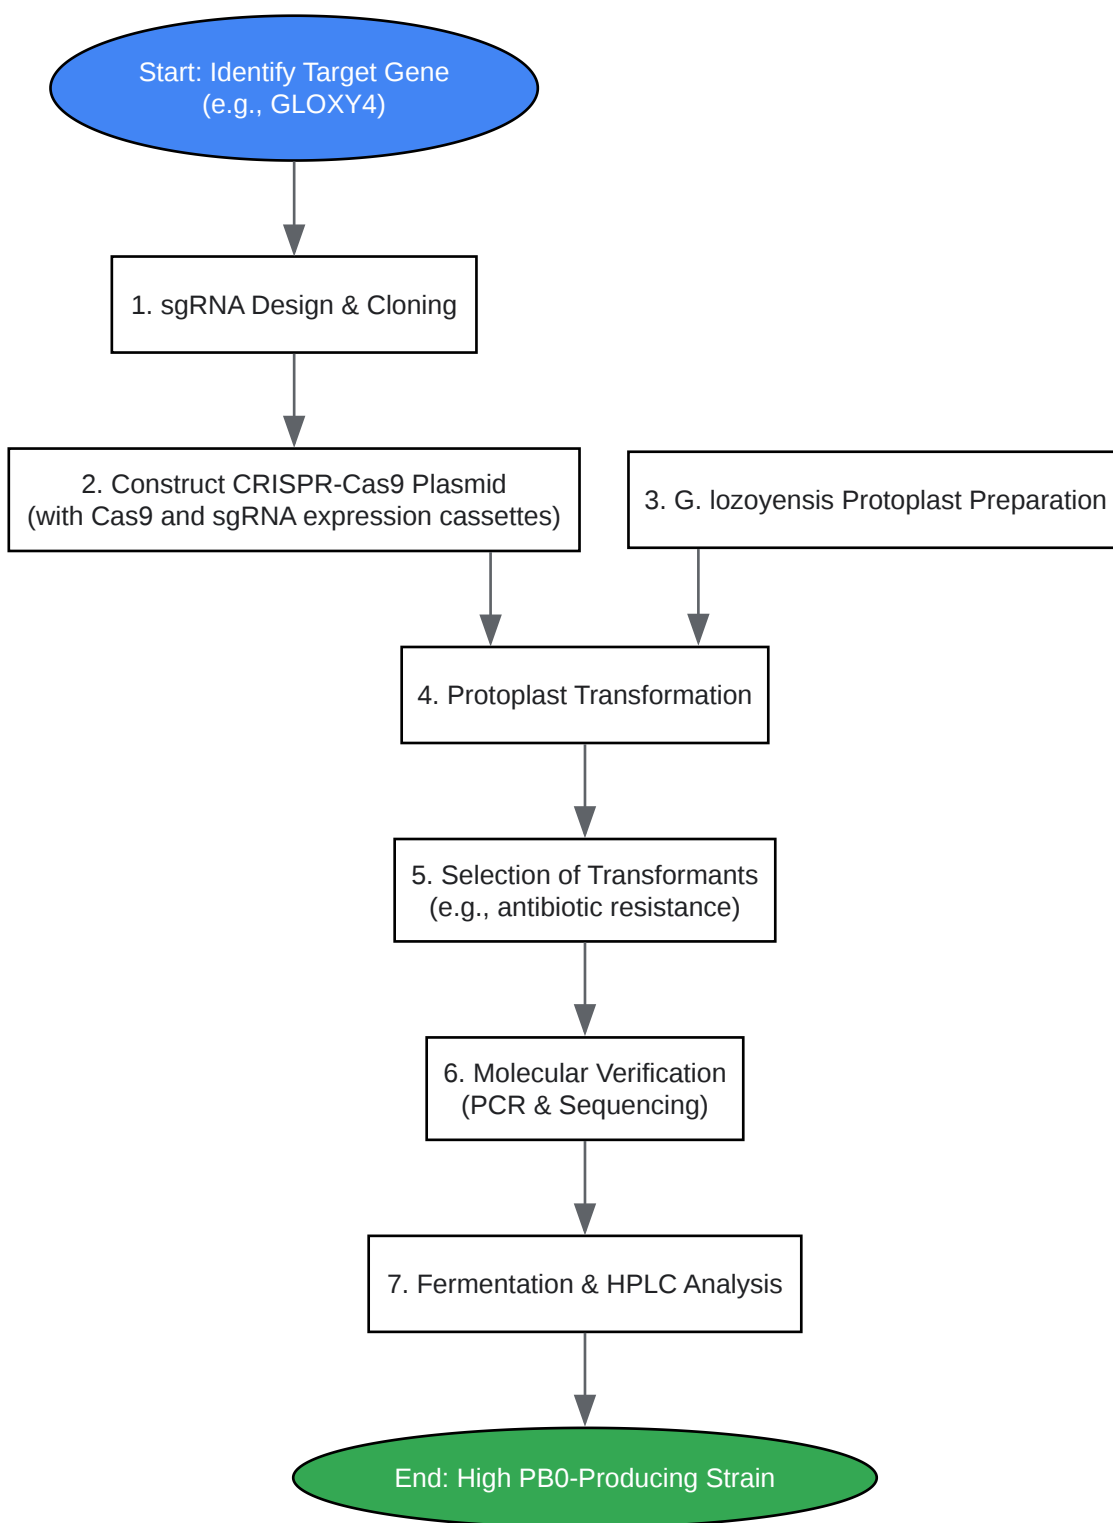 Start: Identify Target Gene
(e.g., GLOXY4)
1. sgRNA Design & Cloning
2. Construct CRISPR-Cas9 Plasmid
(with Cas9 and sgRNA expression cassettes)
3. G. lozoyensis Protoplast Preparation
4. Protoplast Transformation
5. Selection of Transformants
(e.g., antibiotic resistance)
6. Molecular Verification
(PCR & Sequencing)
7. Fermentation & HPLC Analysis
End: High PB0-Producing Strain